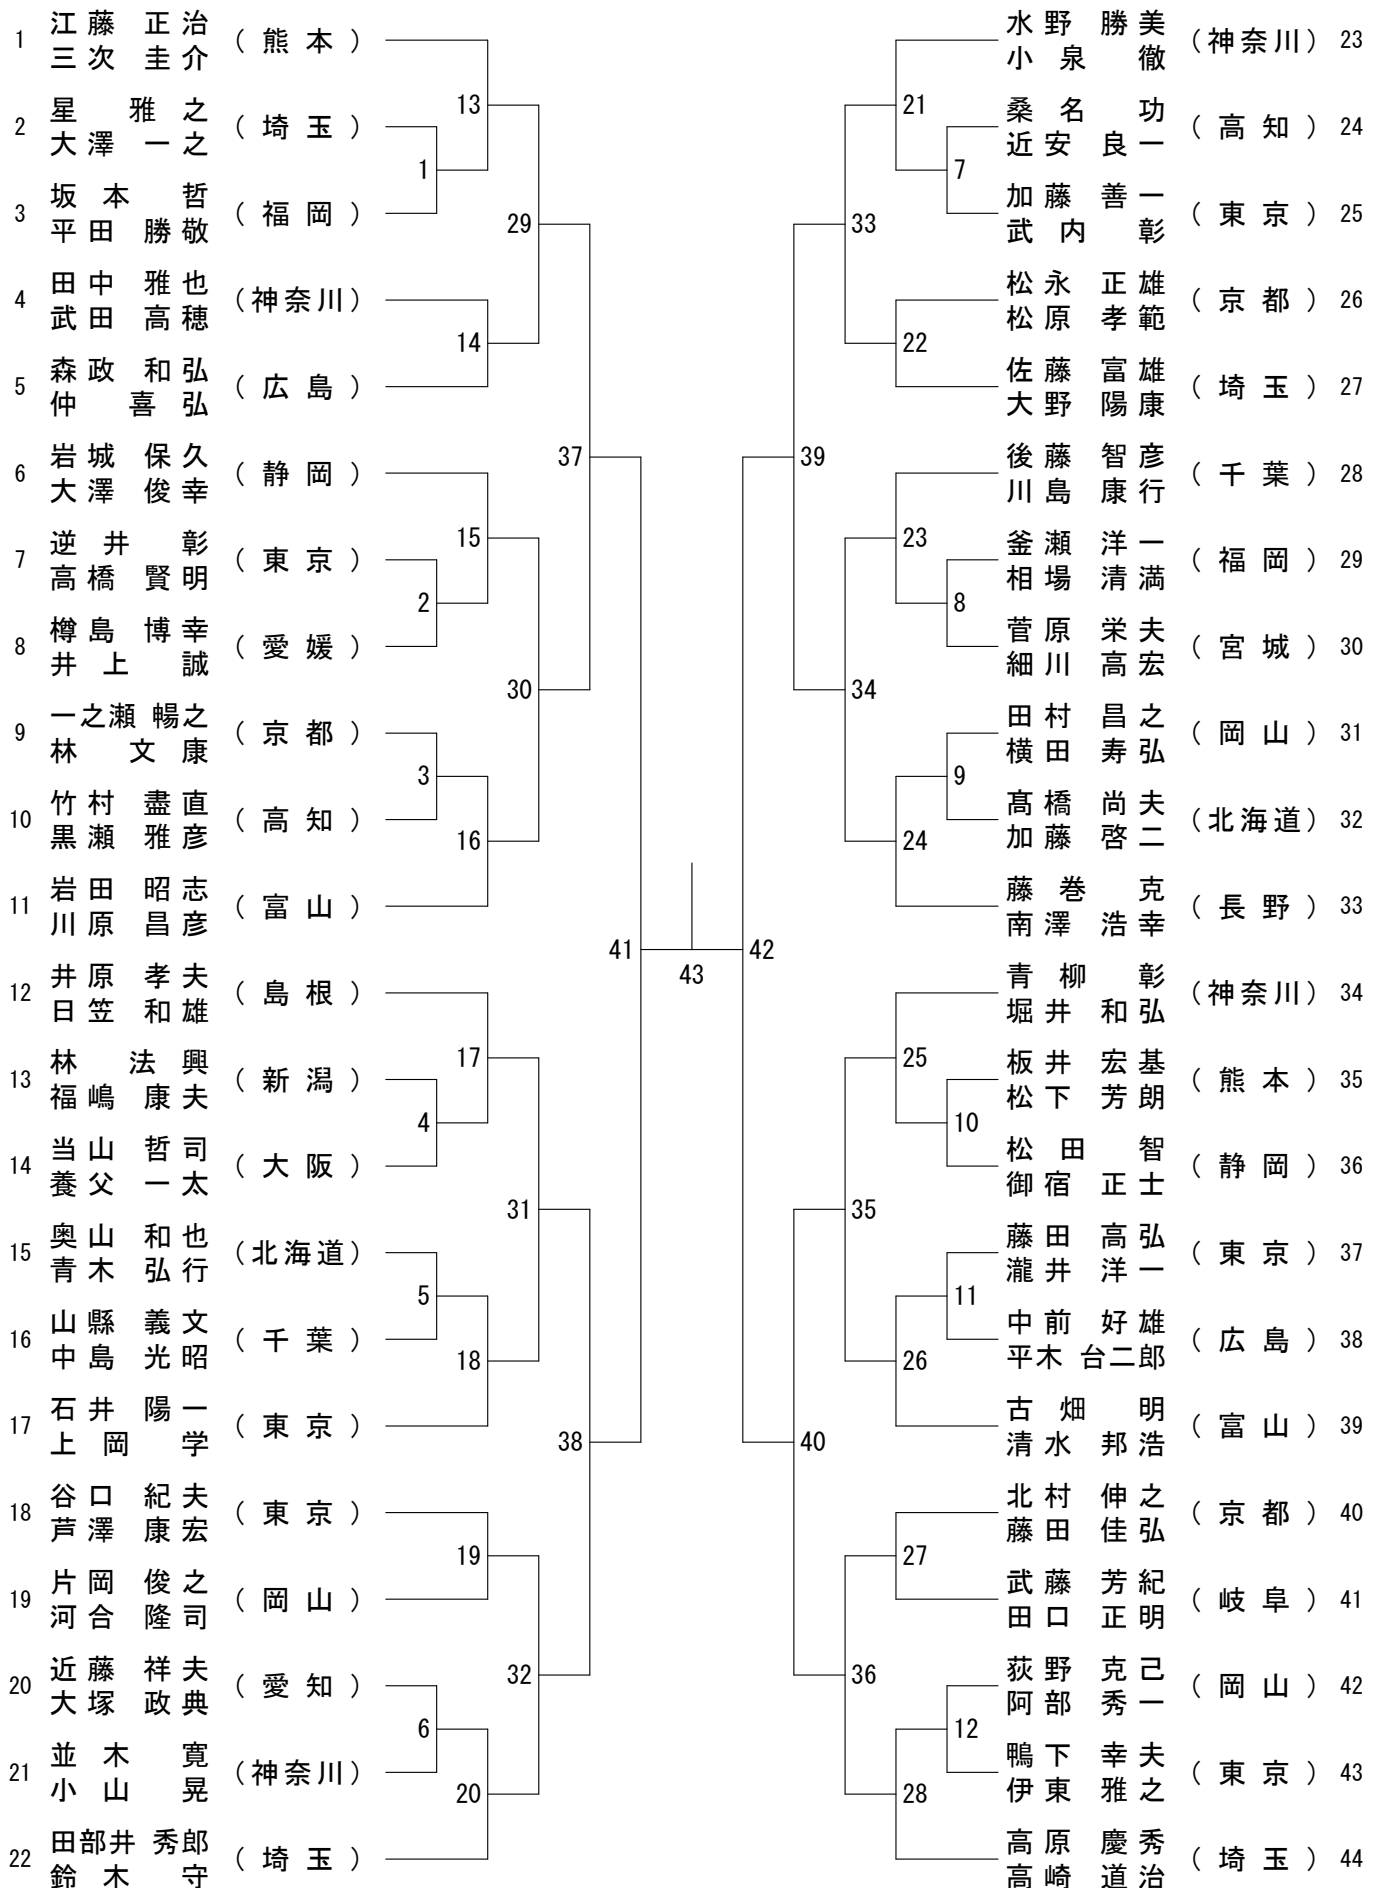 1 江藤 正治 (熊本)
三次 圭介
2 星 雅之 (埼玉)
大澤 一之
3 坂本 哲 (福岡)
平田 勝敬
4 田中 雅也 (神奈川)
武田 高穂
5 森政 和弘 (広島)
仲 喜弘
6 岩城 保久 (静岡)
大澤 俊幸
7 逆井 彰 (東京)
高橋 賢明
8 樽島 博幸 (愛媛)
井上 誠
9 一之瀬 暢之 (京都)
林 文康
10 竹村 盡直 (高知)
黒瀬 雅彦
11 岩田 昭志 (富山)
川原 昌彦
12 井原 孝夫 (島根)
日笠 和雄
13 林 法興 (新潟)
福嶋 康夫
14 当山 哲司 (大阪)
養父 一太
15 奥山 和也 (北海道)
青木 弘行
16 山縣 義文 (千葉)
中島 光昭
17 石井 陽一 (東京)
上岡 学
18 谷口 紀夫 (東京)
芦澤 康宏
19 片岡 俊之 (岡山)
河合 隆司
20 近藤 祥夫 (愛知)
大塚 政典
21 並木 寛 (神奈川)
小山 晃
22 田部井 秀郎 (埼玉)
鈴木 守
1
2
3
4
5
6
13
14
15
16
17
18
19
20
29
30
31
32
37
38
41
43
42
39
40
33
34
35
36
21
22
23
24
25
26
27
28
7
8
9
10
11
12
水野 勝美 (神奈川) 23
小泉 徹
桑名 功 (高知) 24
近安 良一
加藤 善一 (東京) 25
武内 彰
松永 正雄 (京都) 26
松原 孝範
佐藤 富雄 (埼玉) 27
大野 陽康
後藤 智彦 (千葉) 28
川島 康行
釜瀬 洋一 (福岡) 29
相場 清満
菅原 栄夫 (宮城) 30
細川 高宏
田村 昌之 (岡山) 31
横田 寿弘
髙橋 尚夫 (北海道) 32
加藤 啓二
藤巻 克 (長野) 33
南澤 浩幸
青柳 彰 (神奈川) 34
堀井 和弘
板井 宏基 (熊本) 35
松下 芳朗
松田 智 (静岡) 36
御宿 正士
藤田 高弘 (東京) 37
瀧井 洋一
中前 好雄 (広島) 38
平木 台二郎
古畑 明 (富山) 39
清水 邦浩
北村 伸之 (京都) 40
藤田 佳弘
武藤 芳紀 (岐阜) 41
田口 正明
荻野 克己 (岡山) 42
阿部 秀一
鴨下 幸夫 (東京) 43
伊東 雅之
高原 慶秀 (埼玉) 44
高崎 道治